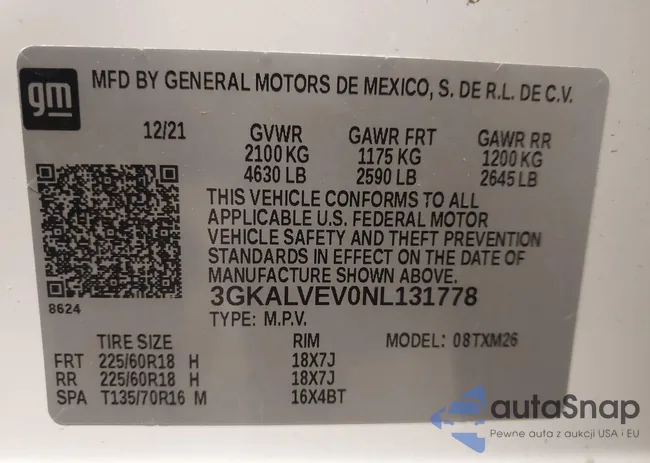 gm
MFD BY GENERAL MOTORS DE MEXICO, S. DE R.L. DE C.V.
12/21 GVWR GAWR FRT GAWR RR
2100 KG 1175 KG 1200 KG
4630 LB 2590 LB 2645 LB
THIS VEHICLE CONFORMS TO ALL
APPLICABLE U.S. FEDERAL MOTOR
VEHICLE SAFETY AND THEFT PREVENTION
STANDARDS IN EFFECT ON THE DATE OF
MANUFACTURE SHOWN ABOVE.
8624
3GKALVEV0NL131778
TYPE: M.P.V.
TIRE SIZE RIM MODEL: 08TXM26
FRT 225/60R18 H 18X7J
RR 225/60R18 H 18X7J
SPA T135/70R16 M 16X4BT
autaSnap
Pewne auta z aukcji USA i EU